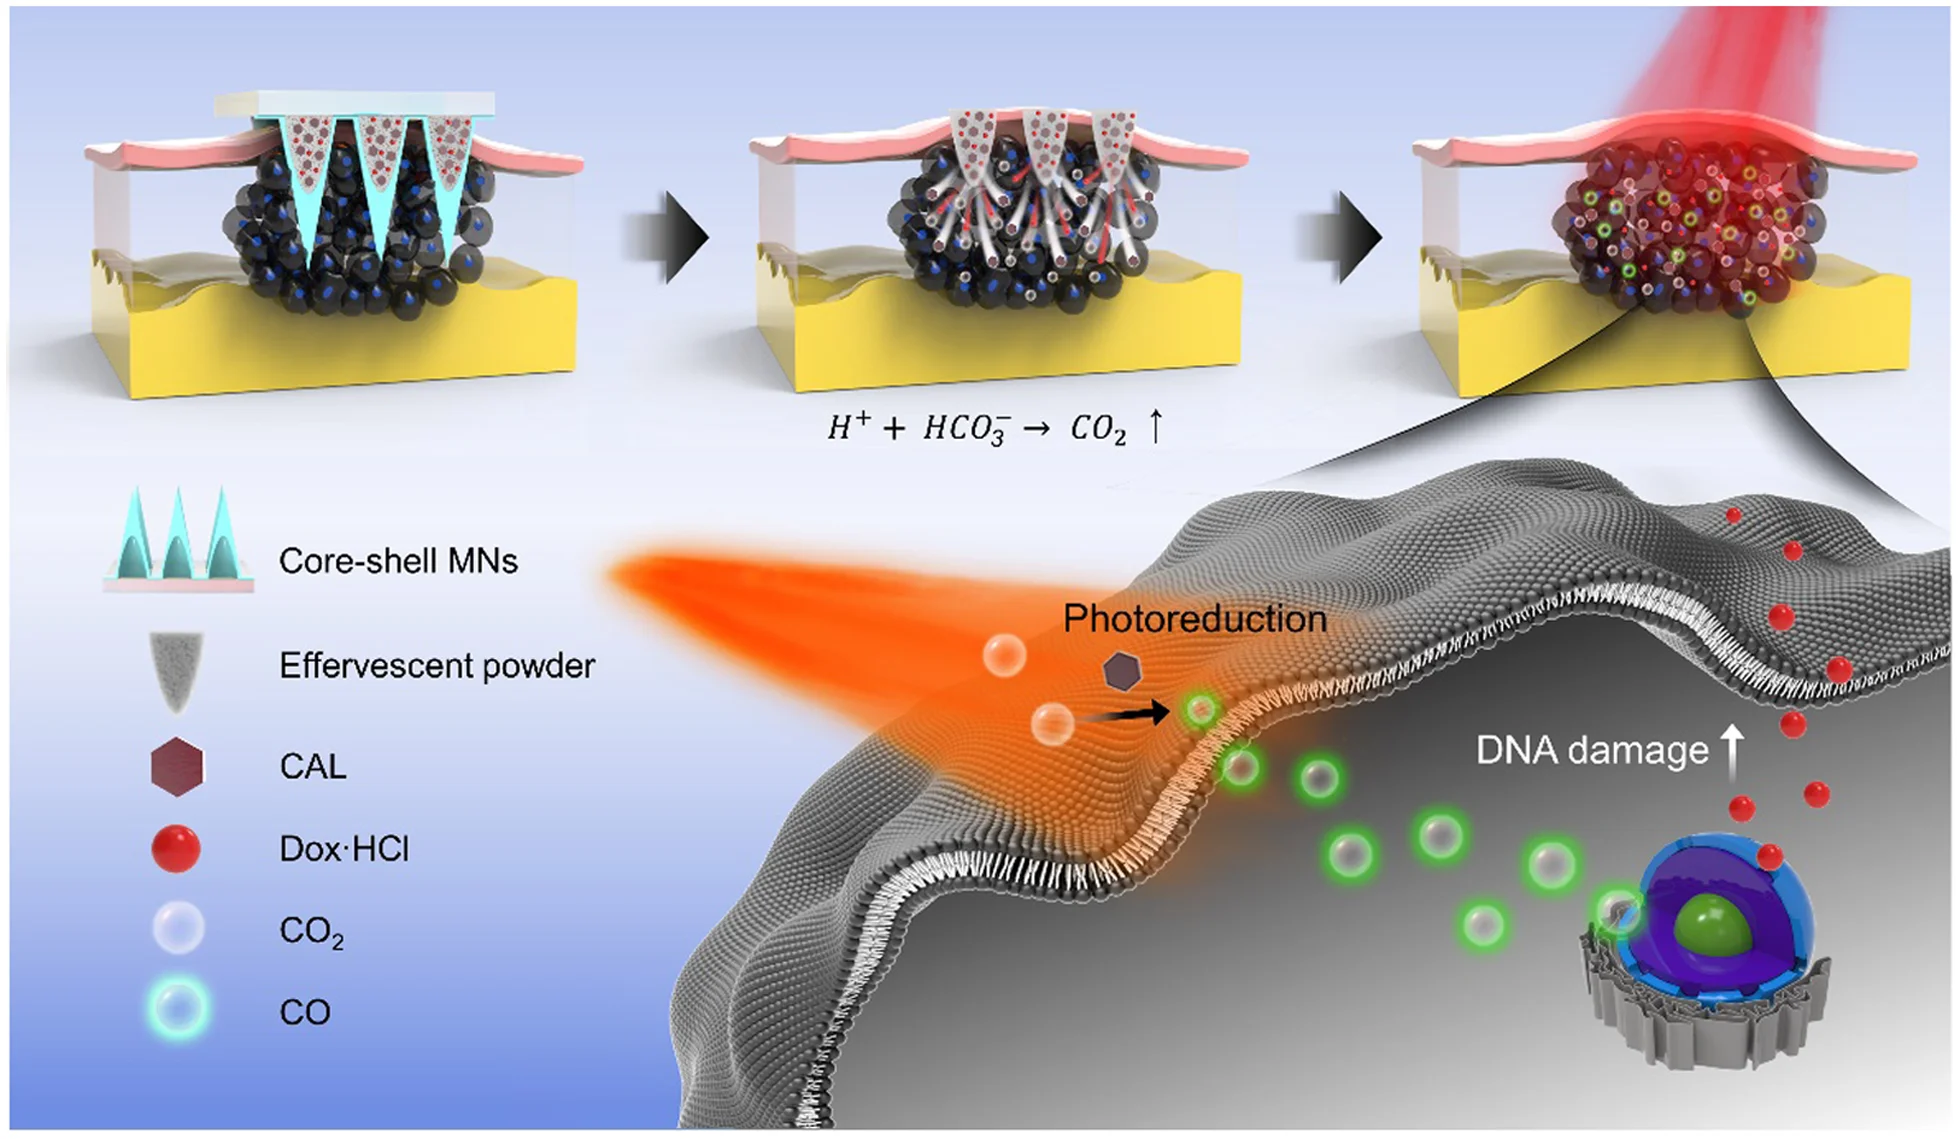 H⁺ + HCO₃⁻ → CO₂ ↑
Core-shell MNs
Effervescent powder
CAL
Dox·HCl
CO₂
CO
Photoreduction
DNA damage ↑